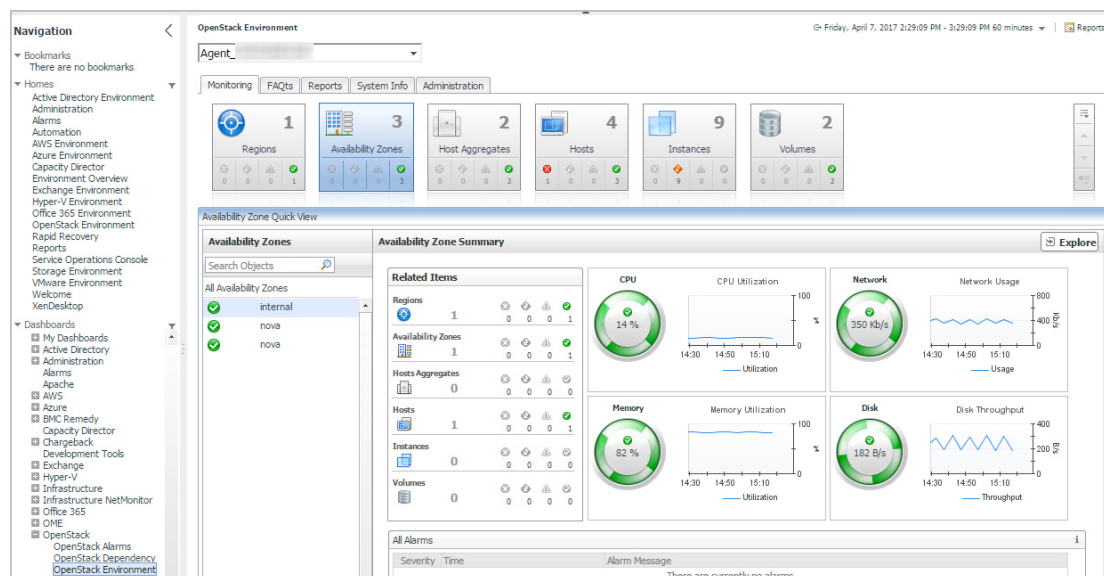 Navigation
Bookmarks
There are no bookmarks
Homes
Active Directory Environment
Administration
Alarms
Automation
AWS Environment
Azure Environment
Capacity Director
Environment Overview
Exchange Environment
Hyper-V Environment
Office 365 Environment
OpenStack Environment
Rapid Recovery
Reports
Service Operations Console
Storage Environment
VMware Environment
Welcome
XenDesktop
Dashboards
My Dashboards
Active Directory
Administration
Alarms
Apache
AWS
Azure
BMC Remedy
Capacity Director
Chargeback
Development Tools
Exchange
Hyper-V
Infrastructure
Infrastructure NetMonitor
Office 365
OME
OpenStack
OpenStack Alarms
OpenStack Dependency
OpenStack Environment
OpenStack Environment
Friday, April 7, 2017 2:29:09 PM - 3:29:09 PM 60 minutes
Reports
Agent_
Monitoring FAQts Reports System Info Administration
1 3 2 4 9 2
Regions Availability Zones Host Aggregates Hosts Instances Volumes
0 0 0 1 0 0 0 3 0 0 0 2 1 0 0 3 0 9 0 0 0 0 0 2
Availability Zone Quick View
Availability Zones
Search Objects
All Availability Zones
internal
nova
nova
Availability Zone Summary
Explore
Related Items
Regions
1 0 0 0 1
Availability Zones
1 0 0 0 1
Hosts Aggregates
0 0 0 0 0
Hosts
1 0 0 0 1
Instances
0 0 0 0 0
Volumes
0 0 0 0 0
CPU
14 %
CPU Utilization
100
%
0
14:30 14:50 15:10
Utilization
Network
350 Kb/s
Network Usage
800
400
0
Kb/s
14:30 14:50 15:10
Usage
Memory
82 %
Memory Utilization
100
%
0
14:30 14:50 15:10
Utilization
Disk
182 B/s
Disk Throughput
400
200
0
B/s
14:30 14:50 15:10
Throughput
All Alarms
i
Severity Time Alarm Message
There are currently no alarms